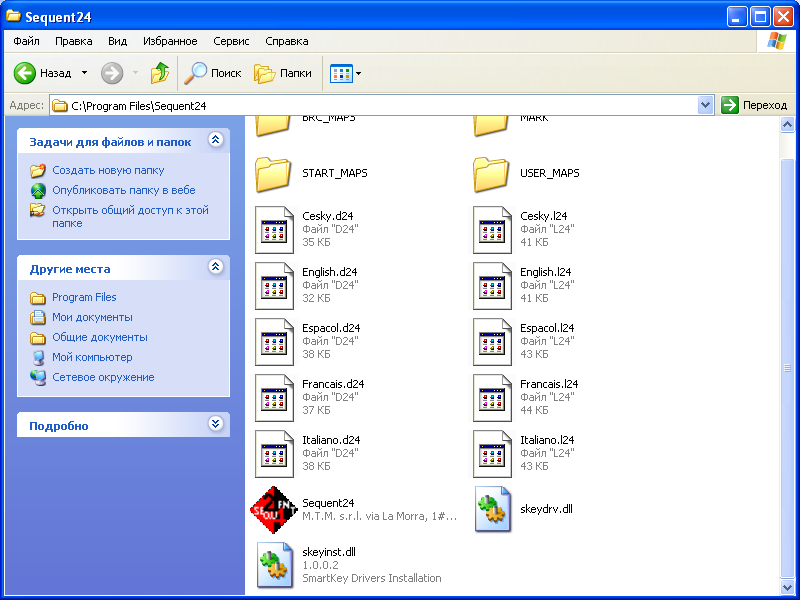 Sequent24
Файл Правка Вид Избранное Сервис Справка
Назад Поиск Папки
Адрес: C:\Program Files\Sequent24 Переход
Задачи для файлов и папок
Создать новую папку
Опубликовать папку в вебе
Открыть общий доступ к этой
папке
Другие места
Program Files
Мои документы
Общие документы
Мой компьютер
Сетевое окружение
Подробно
BRC_MAPS MARK
START_MAPS USER_MAPS
Cesky.d24
Файл "D24"
35 КБ
Cesky.l24
Файл "L24"
41 КБ
English.d24
Файл "D24"
32 КБ
English.l24
Файл "L24"
41 КБ
Espacol.d24
Файл "D24"
38 КБ
Espacol.l24
Файл "L24"
43 КБ
Francais.d24
Файл "D24"
37 КБ
Francais.l24
Файл "L24"
44 КБ
Italiano.d24
Файл "D24"
38 КБ
Italiano.l24
Файл "L24"
43 КБ
Sequent24
M.T.M. s.r.l. via La Morra, 1#...
skeydrv.dll
skeyinst.dll
1.0.0.2
SmartKey Drivers Installation